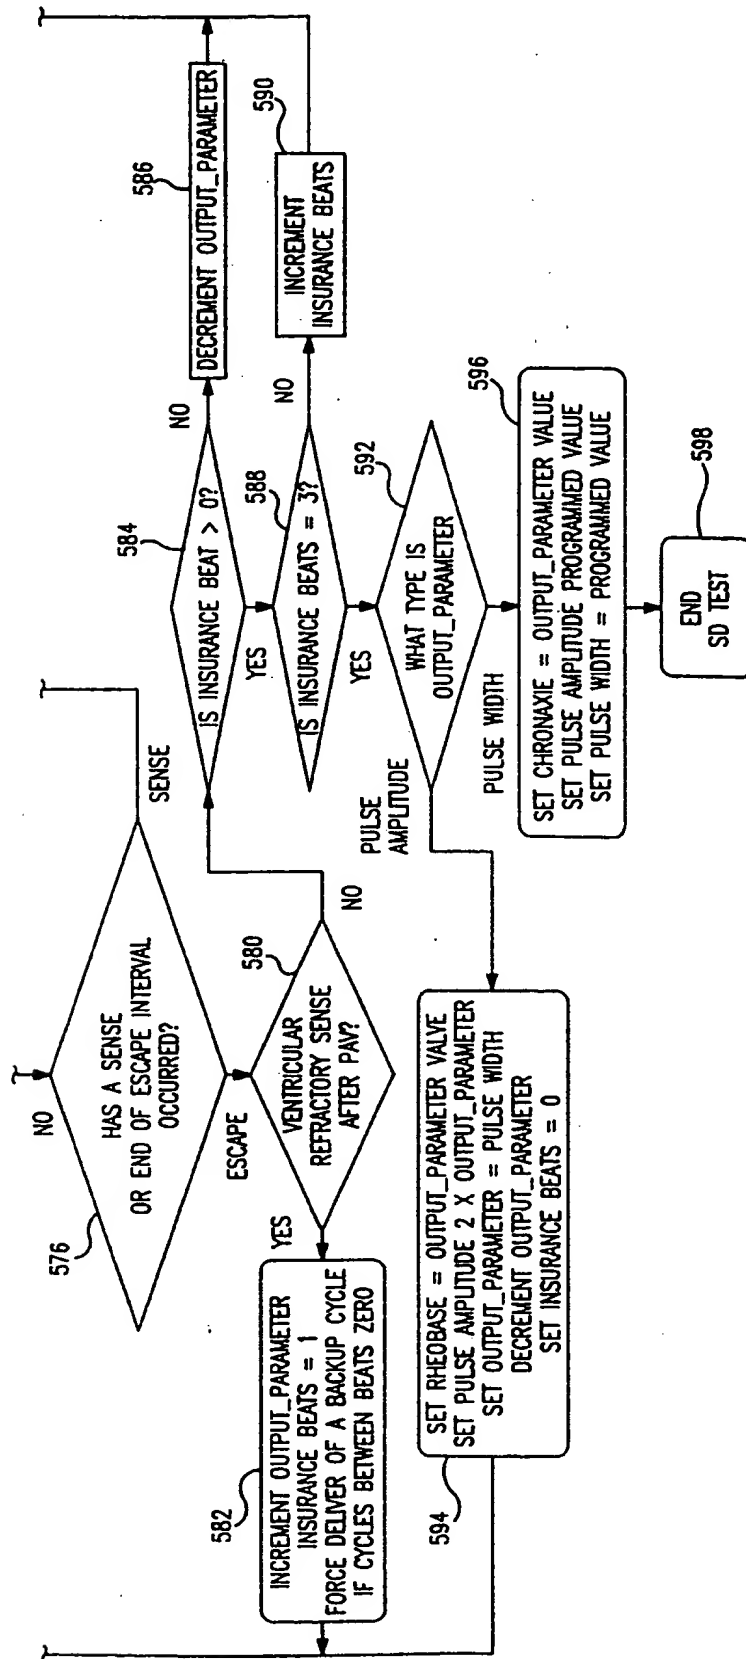 NO
576
HAS A SENSE
OR END OF ESCAPE INTERVAL
OCCURRED?
SENSE
ESCAPE
580
VENTRICULAR
REFRACTORY SENSE
AFTER PAV?
YES
NO
582
INCREMENT OUTPUT_PARAMETER
INSURANCE BEATS = 1
FORCE DELIVER OF A BACKUP CYCLE
IF CYCLES BETWEEN BEATS ZERO
584
IS INSURANCE BEAT > 0?
NO
YES
586
DECREMENT OUTPUT_PARAMETER
588
IS INSURANCE BEATS = 3?
NO
YES
590
INCREMENT
INSURANCE BEATS
592
WHAT TYPE IS
OUTPUT_PARAMETER
PULSE
AMPLITUDE
PULSE WIDTH
594
SET RHEOBASE = OUTPUT_PARAMETER VALVE
SET PULSE AMPLITUDE 2 X OUTPUT_PARAMETER
SET OUTPUT_PARAMETER = PULSE WIDTH
DECREMENT OUTPUT_PARAMETER
SET INSURANCE BEATS = 0
596
SET CHRONAXIE = OUTPUT_PARAMETER VALUE
SET PULSE AMPLITUDE PROGRAMMED VALUE
SET PULSE WIDTH = PROGRAMMED VALUE
598
END
SD TEST